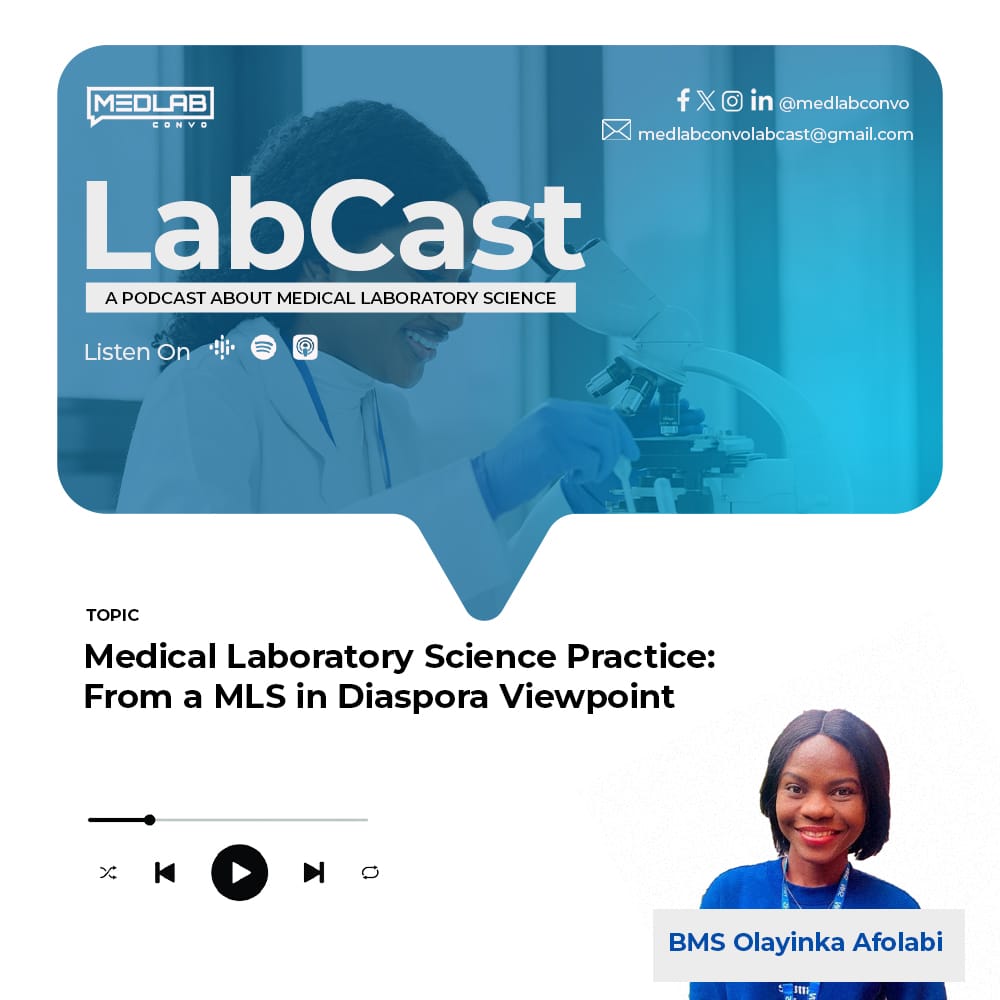 MEDLAB
CONVO
@medlabconvo
medlabconvolabcast@gmail.com
LabCast
A PODCAST ABOUT MEDICAL LABORATORY SCIENCE
Listen On
TOPIC
Medical Laboratory Science Practice:
From a MLS in Diaspora Viewpoint
BMS Olayinka Afolabi